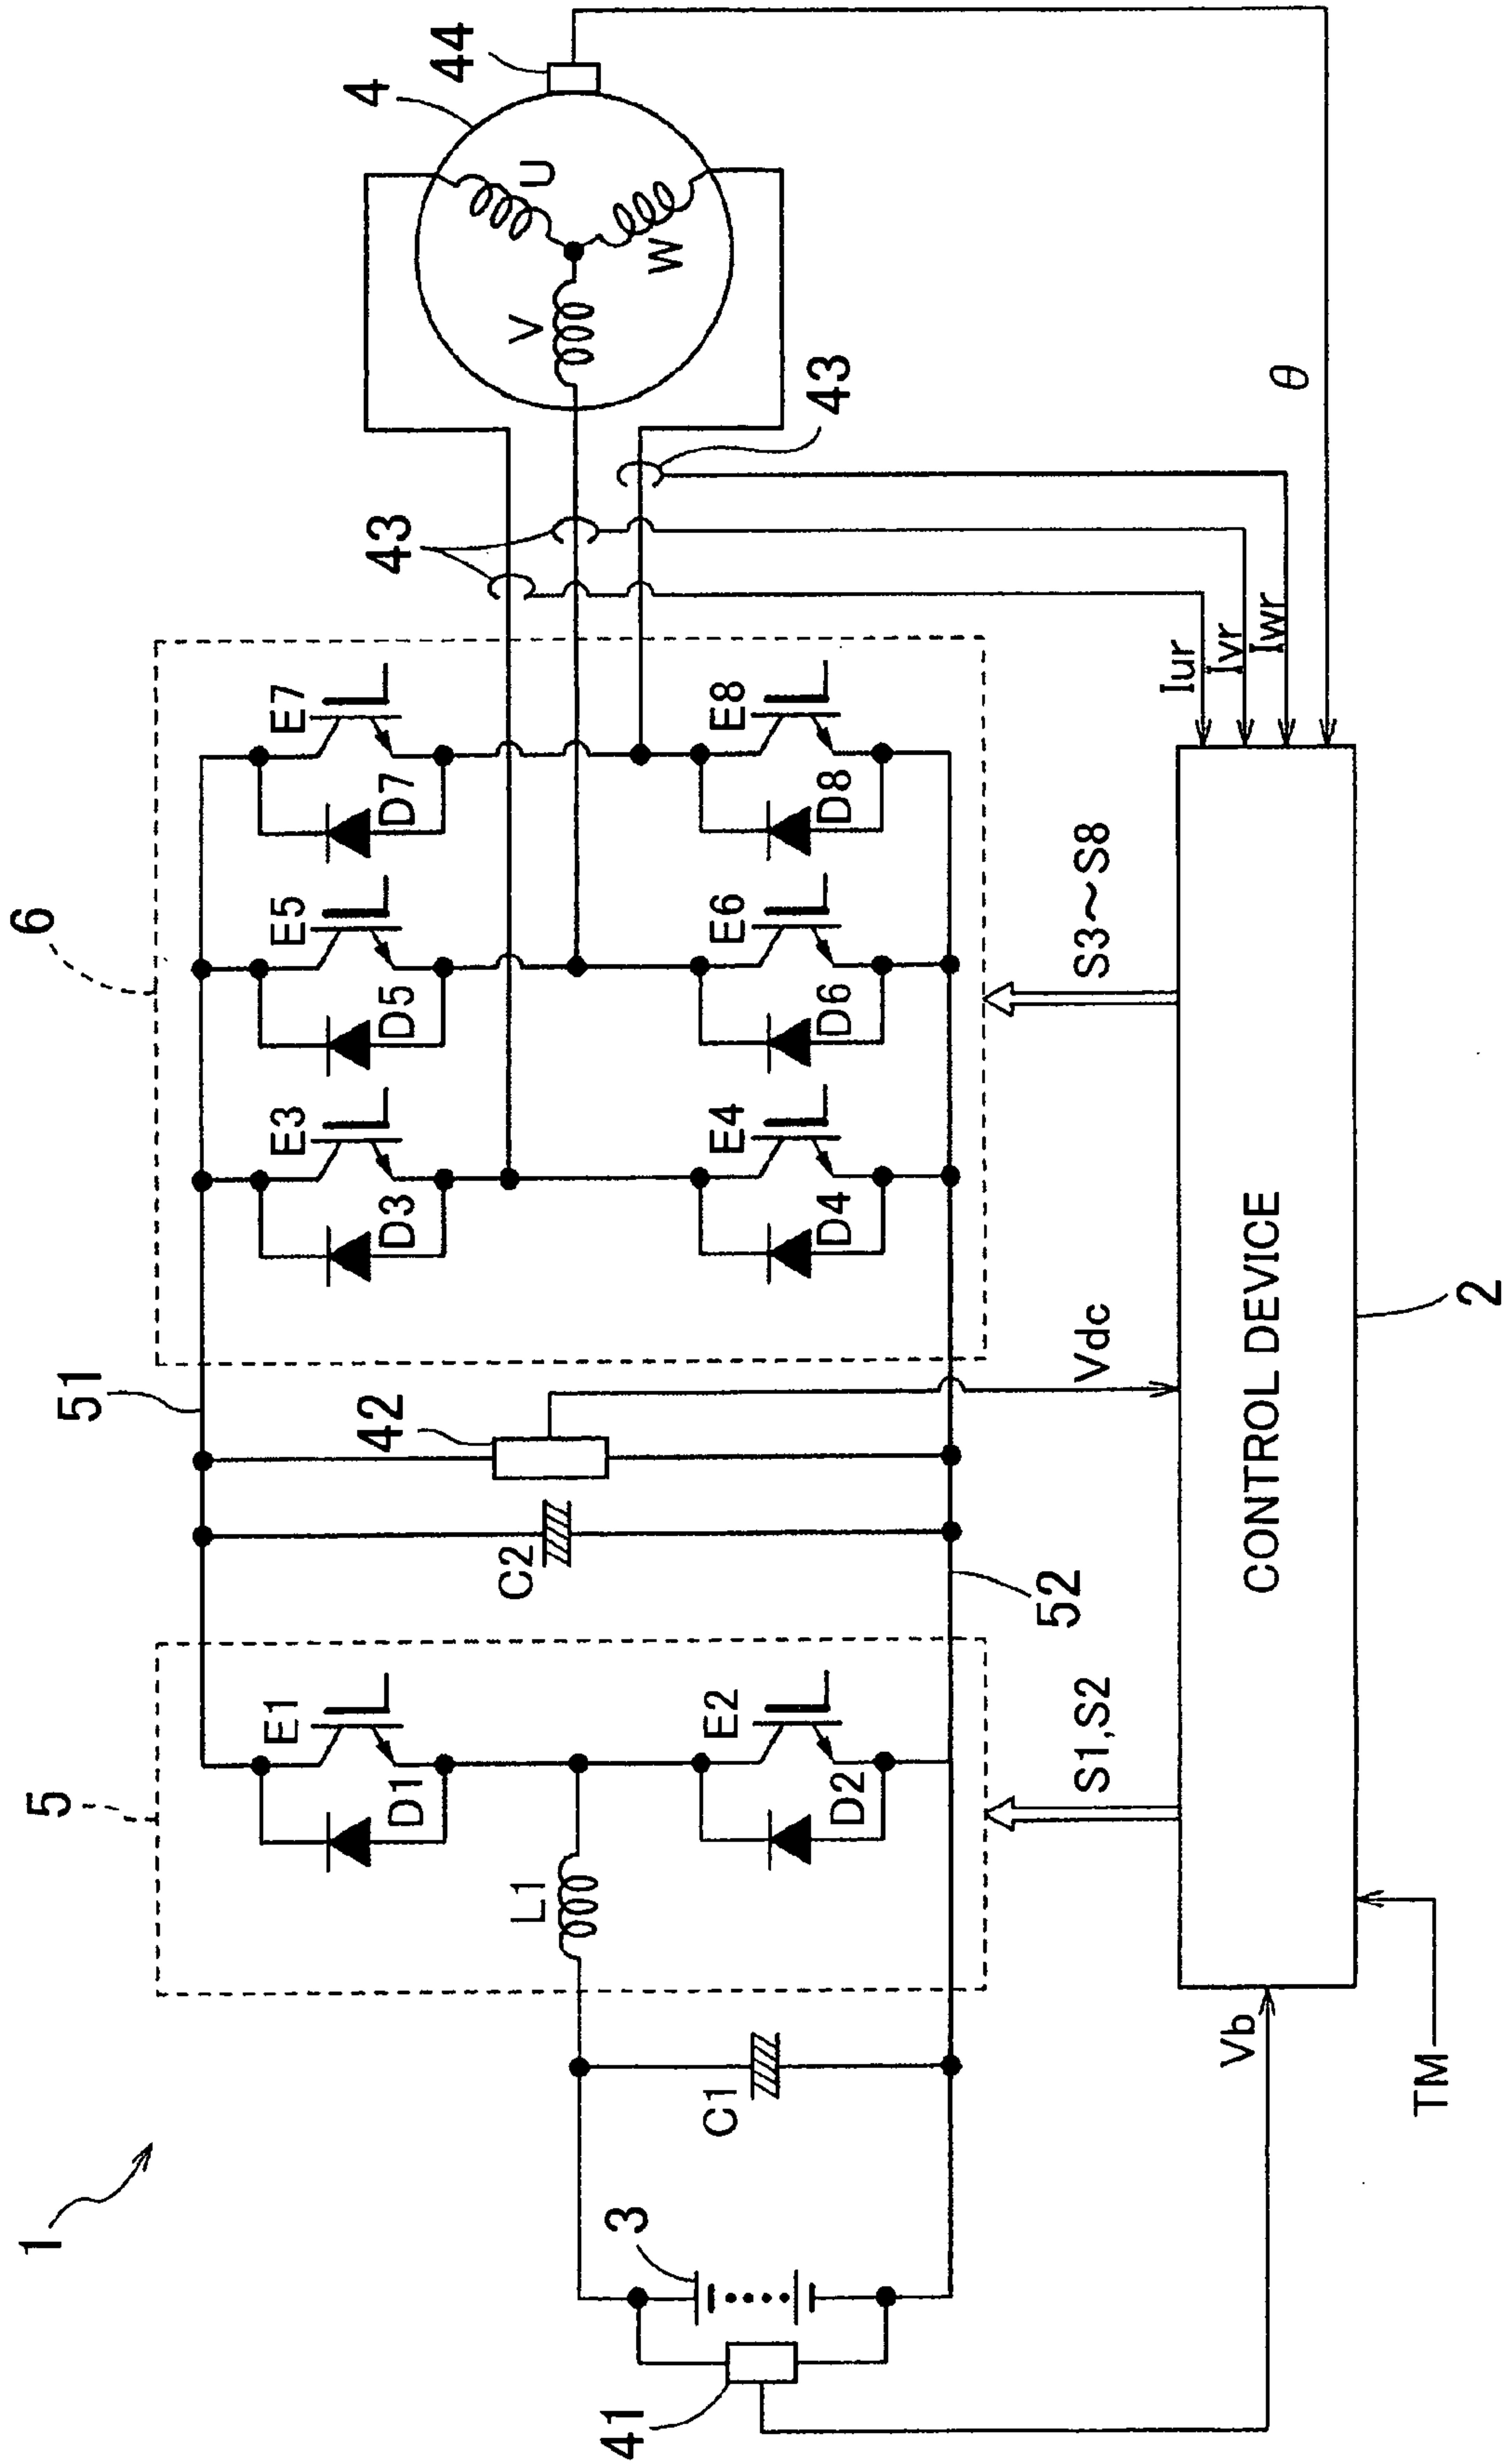 1
5
51
6
4
44
E1
D1
E3
D3
E5
D5
E7
D7
43
U
V
W
42
C2
L1
43
3
C1
E2
D2
E4
D4
E6
D6
E8
D8
41
52
S1,S2
Vdc
S3~S8
Iur
Ivr
Iwr
θ
Vb
CONTROL DEVICE
TM
2